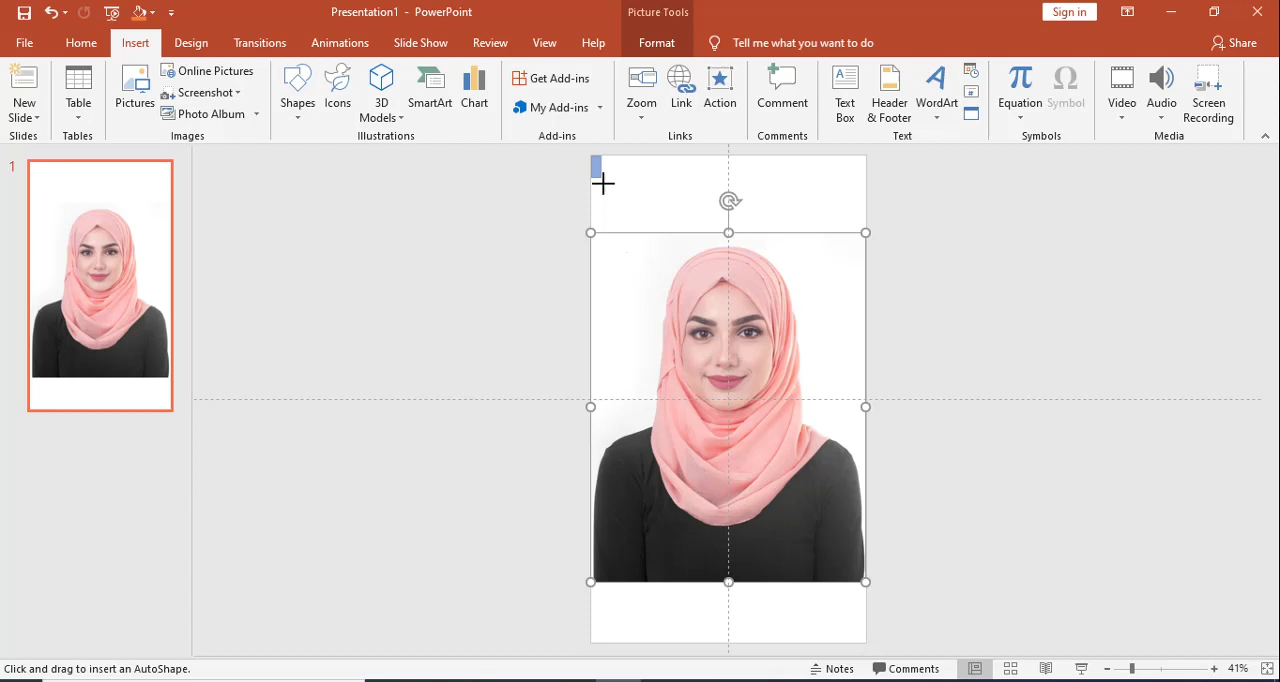 Presentation1 - PowerPoint
Picture Tools
Sign in
File
Home
Insert
Design
Transitions
Animations
Slide Show
Review
View
Help
Format
Tell me what you want to do
Share
New
Slide
Slides
Table
Tables
Pictures
Online Pictures
Screenshot
Photo Album
Images
Shapes
Icons
3D
Models
SmartArt
Chart
Illustrations
Get Add-ins
My Add-ins
Add-ins
Zoom
Link
Action
Links
Comment
Comments
Text
Box
Header
& Footer
WordArt
Text
Equation
Symbol
Symbols
Video
Audio
Screen
Recording
Media
1
Click and drag to insert an AutoShape.
Notes
Comments
41%